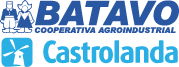 BATAVO
COOPERATIVA AGROINDUSTRIAL
Castrolanda